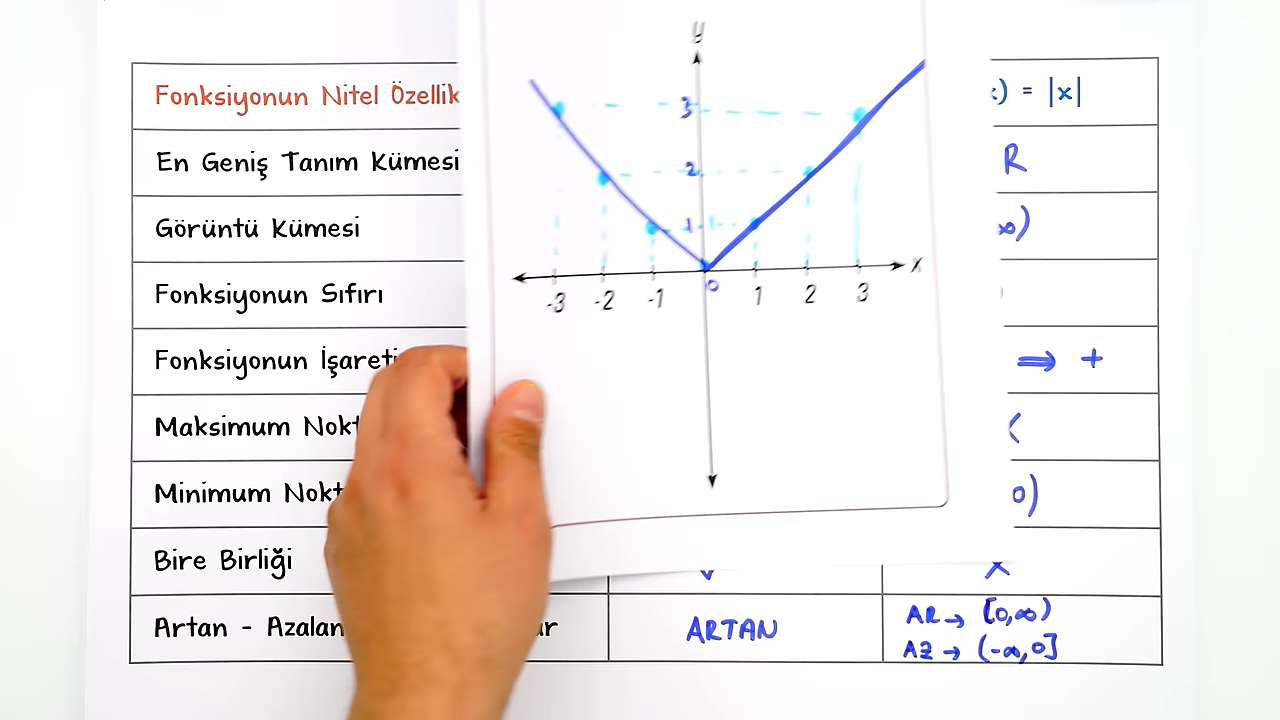 Fonksiyonun Nitel Özellik
) = |x|
En Geniş Tanım Kümesi
R
Görüntü Kümesi
∞)
Fonksiyonun Sıfırı
Fonksiyonun İşareti
⟹ +
Maksimum Nokt
Minimum Nokt
0)
Bire Birliği
X
Artan - Azalan
ur
ARTAN
AR → [0,∞)
AZ → (-∞,0]
y
3
2
1
-3 -2 -1 0 1 2 3
x